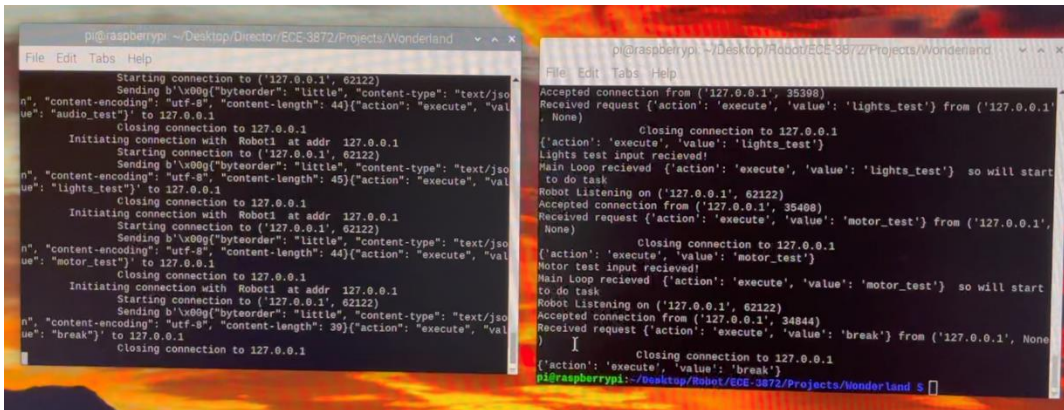 pi@raspberrypi: ~/Desktop/Director/ECE-3872/Projects/Wonderland
File Edit Tabs Help
Starting connection to ('127.0.0.1', 62122)
Sending b'\x00g{"byteorder": "little", "content-type": "text/jso
n", "content-encoding": "utf-8", "content-length": 44}{"action": "execute", "val
ue": "audio_test"}' to 127.0.0.1
Closing connection to 127.0.0.1
Initiating connection with Robot1 at addr 127.0.0.1
Starting connection to ('127.0.0.1', 62122)
Sending b'\x00g{"byteorder": "little", "content-type": "text/jso
n", "content-encoding": "utf-8", "content-length": 45}{"action": "execute", "val
ue": "lights_test"}' to 127.0.0.1
Closing connection to 127.0.0.1
Initiating connection with Robot1 at addr 127.0.0.1
Starting connection to ('127.0.0.1', 62122)
Sending b'\x00g{"byteorder": "little", "content-type": "text/jso
n", "content-encoding": "utf-8", "content-length": 44}{"action": "execute", "val
ue": "motor_test"}' to 127.0.0.1
Closing connection to 127.0.0.1
Initiating connection with Robot1 at addr 127.0.0.1
Starting connection to ('127.0.0.1', 62122)
Sending b'\x00g{"byteorder": "little", "content-type": "text/jso
n", "content-encoding": "utf-8", "content-length": 39}{"action": "execute", "val
ue": "break"}' to 127.0.0.1
Closing connection to 127.0.0.1
pi@raspberrypi: ~/Desktop/Robot/ECE-3872/Projects/Wonderland
File Edit Tabs Help
Accepted connection from ('127.0.0.1', 35398)
Received request {'action': 'execute', 'value': 'lights_test'} from ('127.0.0.1'
, None)
Closing connection to 127.0.0.1
{'action': 'execute', 'value': 'lights_test'}
Lights test input recieved!
Main Loop recieved {'action': 'execute', 'value': 'lights_test'} so will start
to do task
Robot Listening on ('127.0.0.1', 62122)
Accepted connection from ('127.0.0.1', 35408)
Received request {'action': 'execute', 'value': 'motor_test'} from ('127.0.0.1',
None)
Closing connection to 127.0.0.1
{'action': 'execute', 'value': 'motor_test'}
Motor test input recieved!
Main Loop recieved {'action': 'execute', 'value': 'motor_test'} so will start
to do task
Robot Listening on ('127.0.0.1', 62122)
Accepted connection from ('127.0.0.1', 34844)
Received request {'action': 'execute', 'value': 'break'} from ('127.0.0.1', None
)
Closing connection to 127.0.0.1
{'action': 'execute', 'value': 'break'}
pi@raspberrypi:~/Desktop/Robot/ECE-3872/Projects/Wonderland $